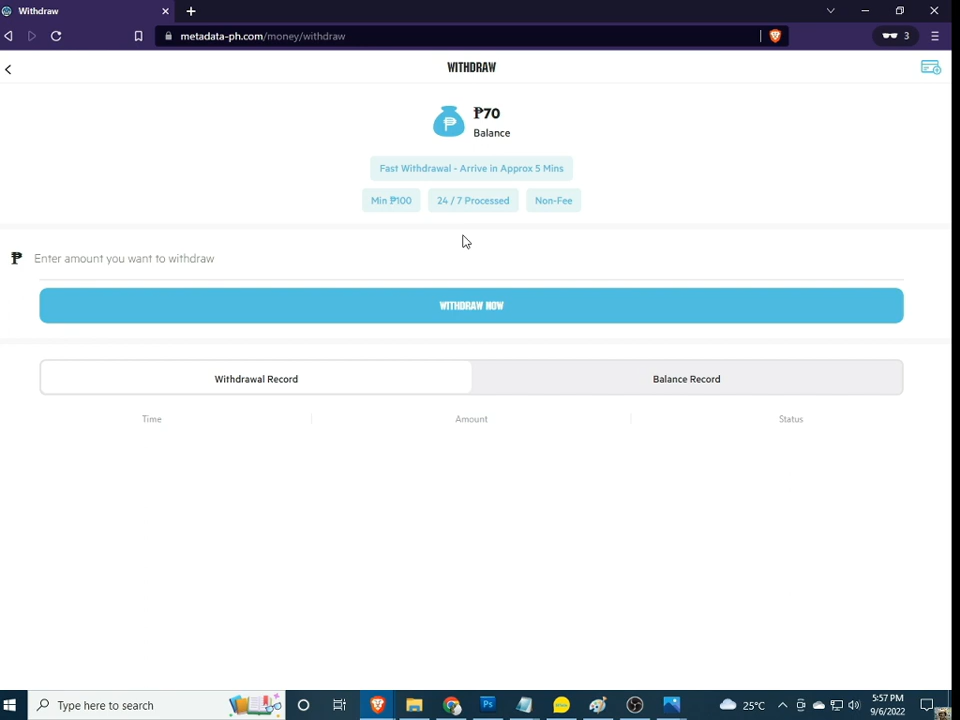 Withdraw
metadata-ph.com/money/withdraw
3
WITHDRAW
₱70
Balance
Fast Withdrawal - Arrive in Approx 5 Mins
Min ₱100
24 / 7 Processed
Non-Fee
₱ Enter amount you want to withdraw
WITHDRAW NOW
Withdrawal Record
Balance Record
Time
Amount
Status
Type here to search
Ps
25°C
5:57 PM
9/6/2022